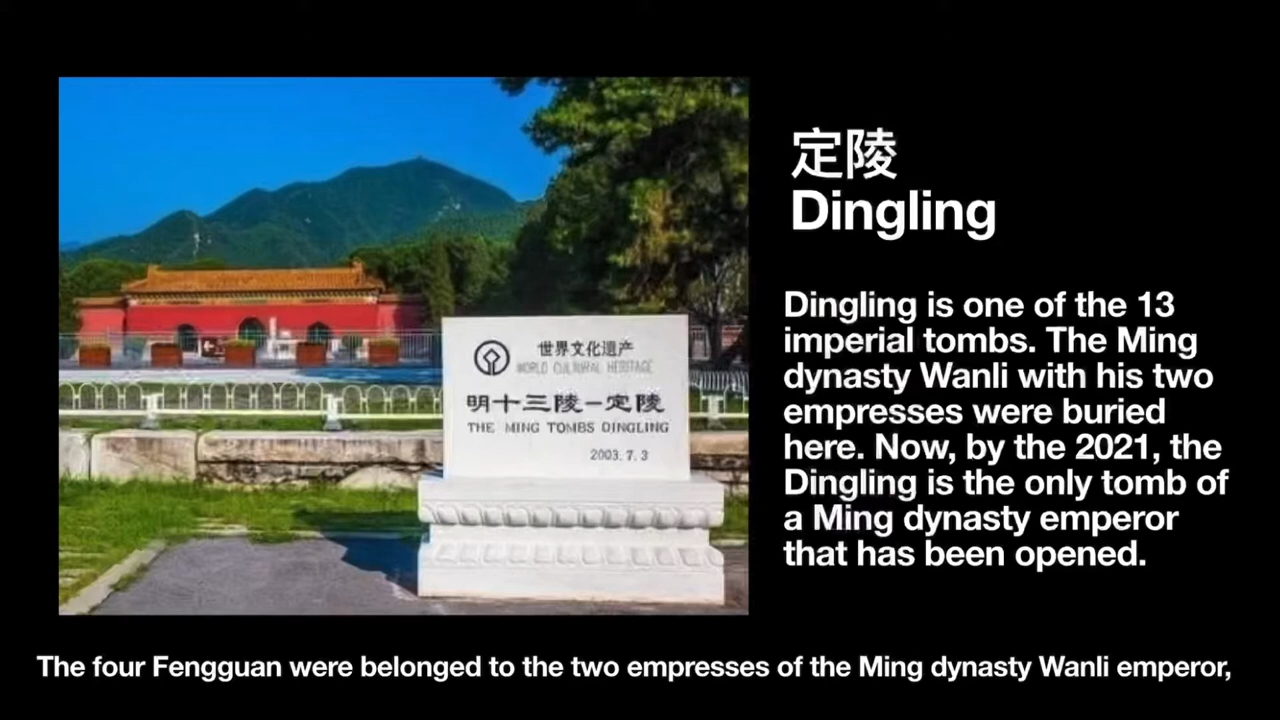 定陵
Dingling
Dingling is one of the 13
imperial tombs. The Ming
dynasty Wanli with his two
empresses were buried
here. Now, by the 2021, the
Dingling is the only tomb of
a Ming dynasty emperor
that has been opened.
世界文化遗产
WORLD CULTURAL HERITAGE
明十三陵—定陵
THE MING TOMBS DINGLING
2003.7.3
The four Fengguan were belonged to the two empresses of the Ming dynasty Wanli emperor,